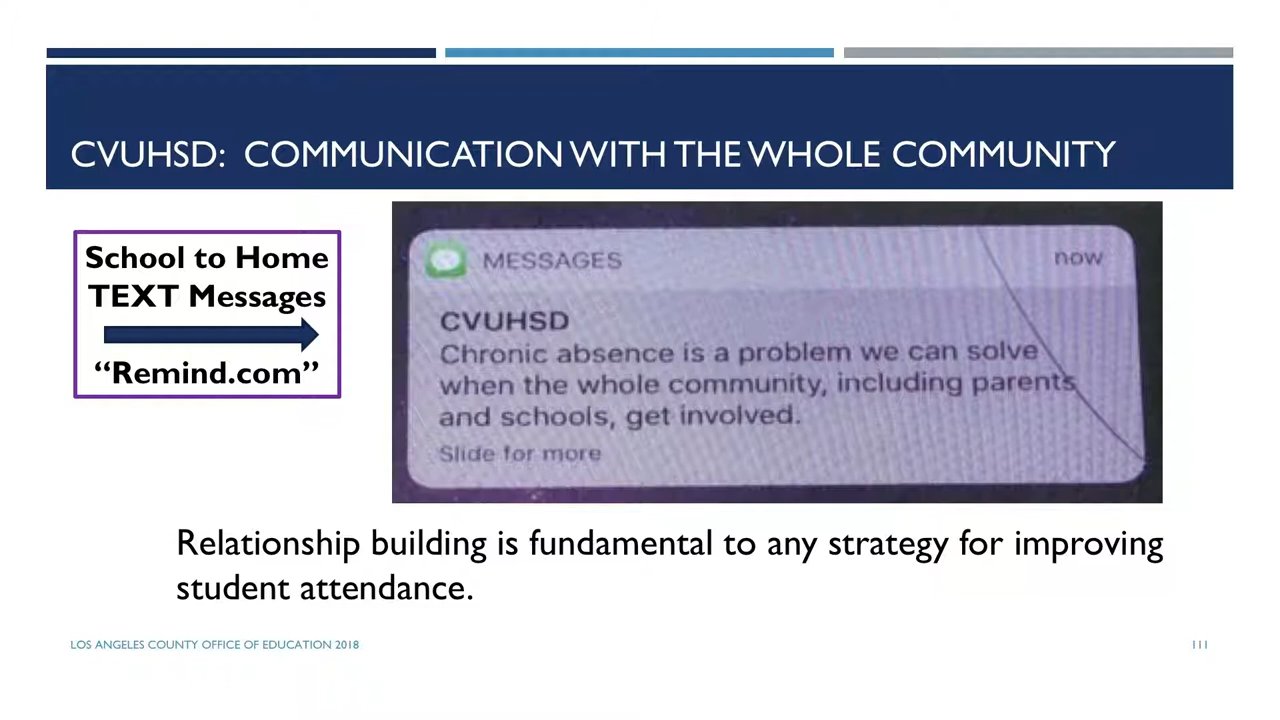 CVUHSD: COMMUNICATION WITH THE WHOLE COMMUNITY
School to Home
TEXT Messages
“Remind.com”
MESSAGES
now
CVUHSD
Chronic absence is a problem we can solve
when the whole community, including parents
and schools, get involved.
Slide for more
Relationship building is fundamental to any strategy for improving
student attendance.
LOS ANGELES COUNTY OFFICE OF EDUCATION 2018
111